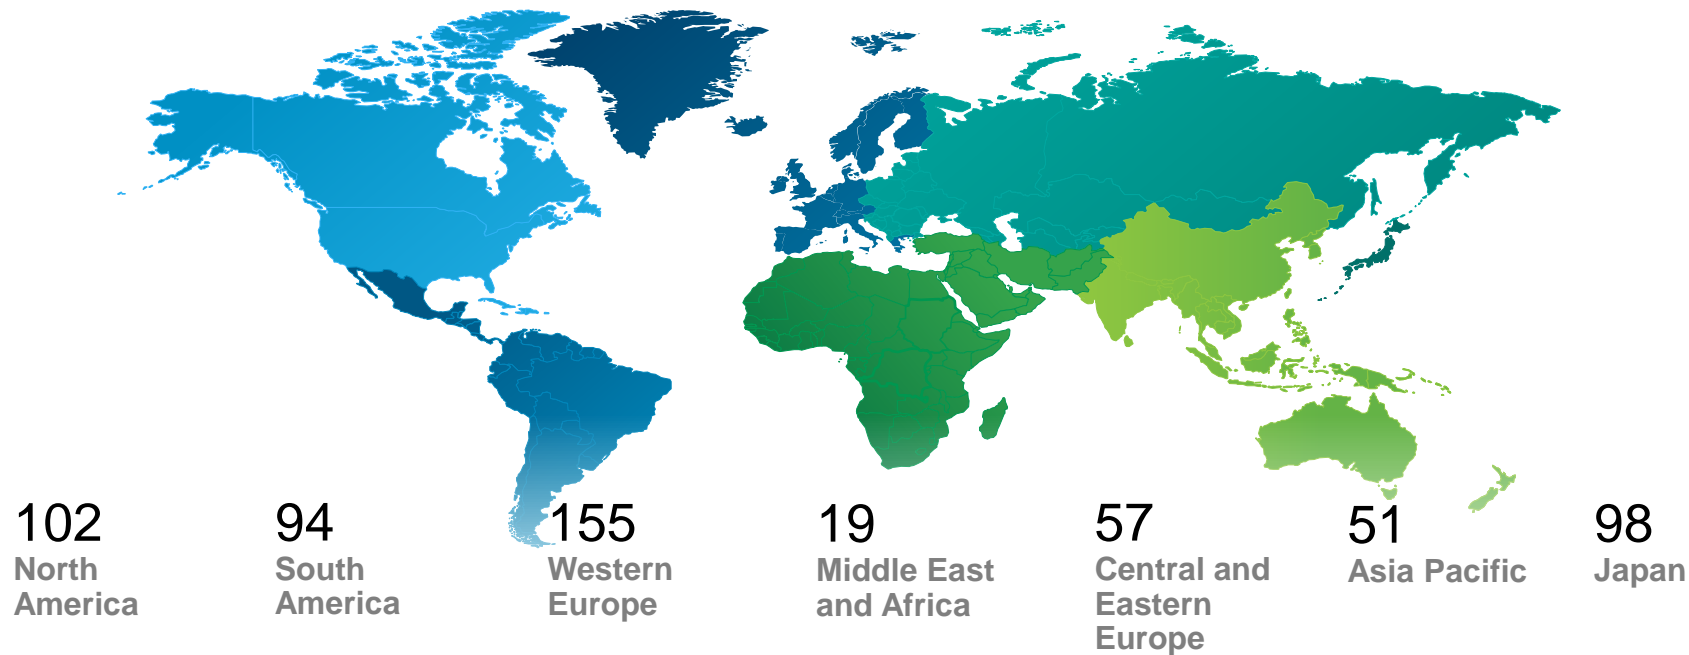 102
North
America
94
South
America
155
Western
Europe
19
Middle East
and Africa
57
Central and
Eastern
Europe
51
Asia Pacific
98
Japan